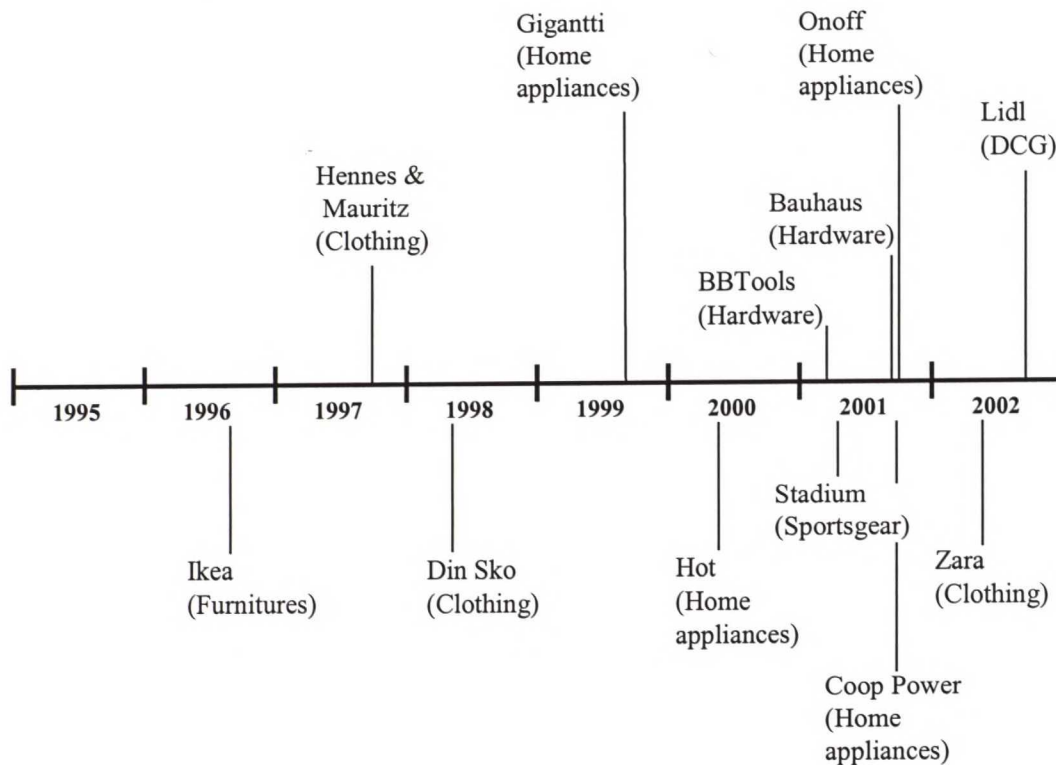 Gigantti
(Home
appliances)
Onoff
(Home
appliances)
Lidl
(DCG)
Hennes &
Mauritz
(Clothing)
Bauhaus
(Hardware)
BBTools
(Hardware)
1995 1996 1997 1998 1999 2000 2001 2002
Ikea
(Furnitures)
Din Sko
(Clothing)
Hot
(Home
appliances)
Stadium
(Sportsgear)
Zara
(Clothing)
Coop Power
(Home
appliances)